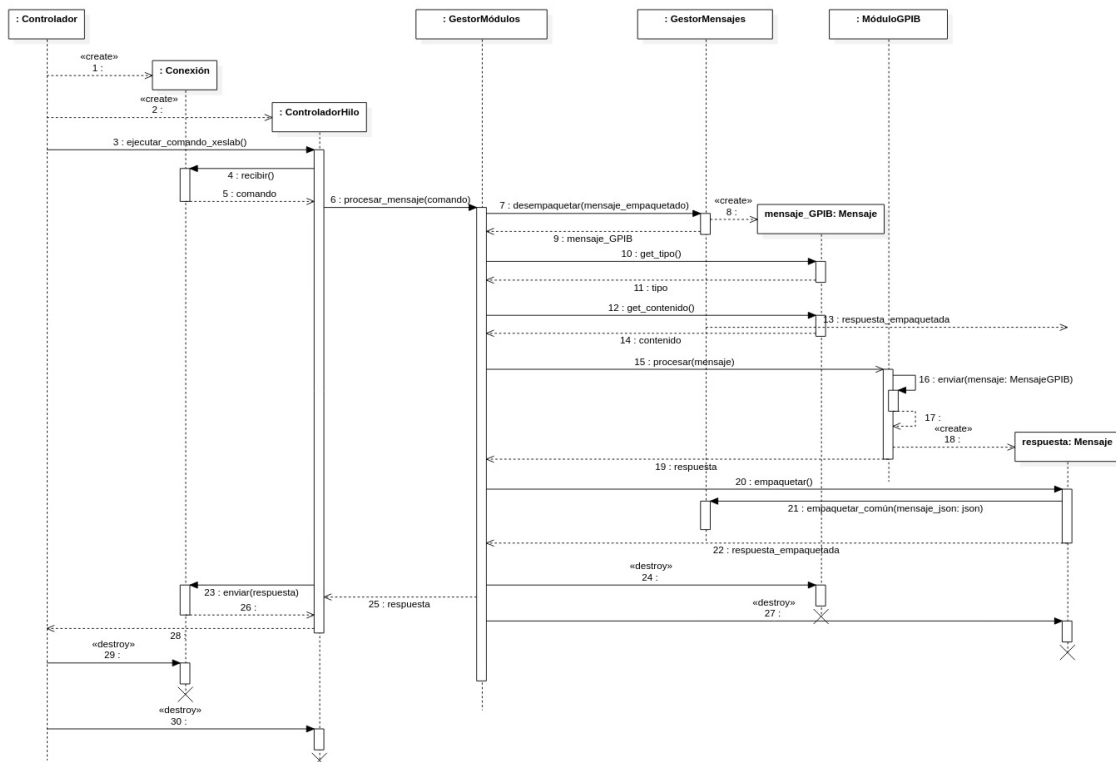 : Controlador
: GestorMódulos
: GestorMensajes
: MóduloGPIB
«create»
1 :
: Conexión
«create»
2 :
: ControladorHilo
3 : ejecutar_comando_xeslab()
4 : recibir()
5 : comando
6 : procesar_mensaje(comando)
7 : desempaquetar(mensaje_empaquetado)
«create»
8 :
mensaje_GPIB: Mensaje
9 : mensaje_GPIB
10 : get_tipo()
11 : tipo
12 : get_contenido()
13 : respuesta_empaquetada
14 : contenido
15 : procesar(mensaje)
16 : enviar(mensaje: MensajeGPIB)
17 :
«create»
18 :
respuesta: Mensaje
19 : respuesta
20 : empaquetar()
21 : empaquetar_común(mensaje_json: json)
22 : respuesta_empaquetada
«destroy»
24 :
23 : enviar(respuesta)
25 : respuesta
26 :
«destroy»
27 :
28 :
«destroy»
29 :
«destroy»
30 :